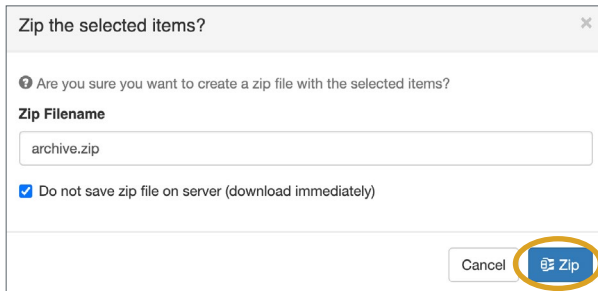 Zip the selected items?
×
Are you sure you want to create a zip file with the selected items?
Zip Filename
archive.zip
Do not save zip file on server (download immediately)
Cancel Zip